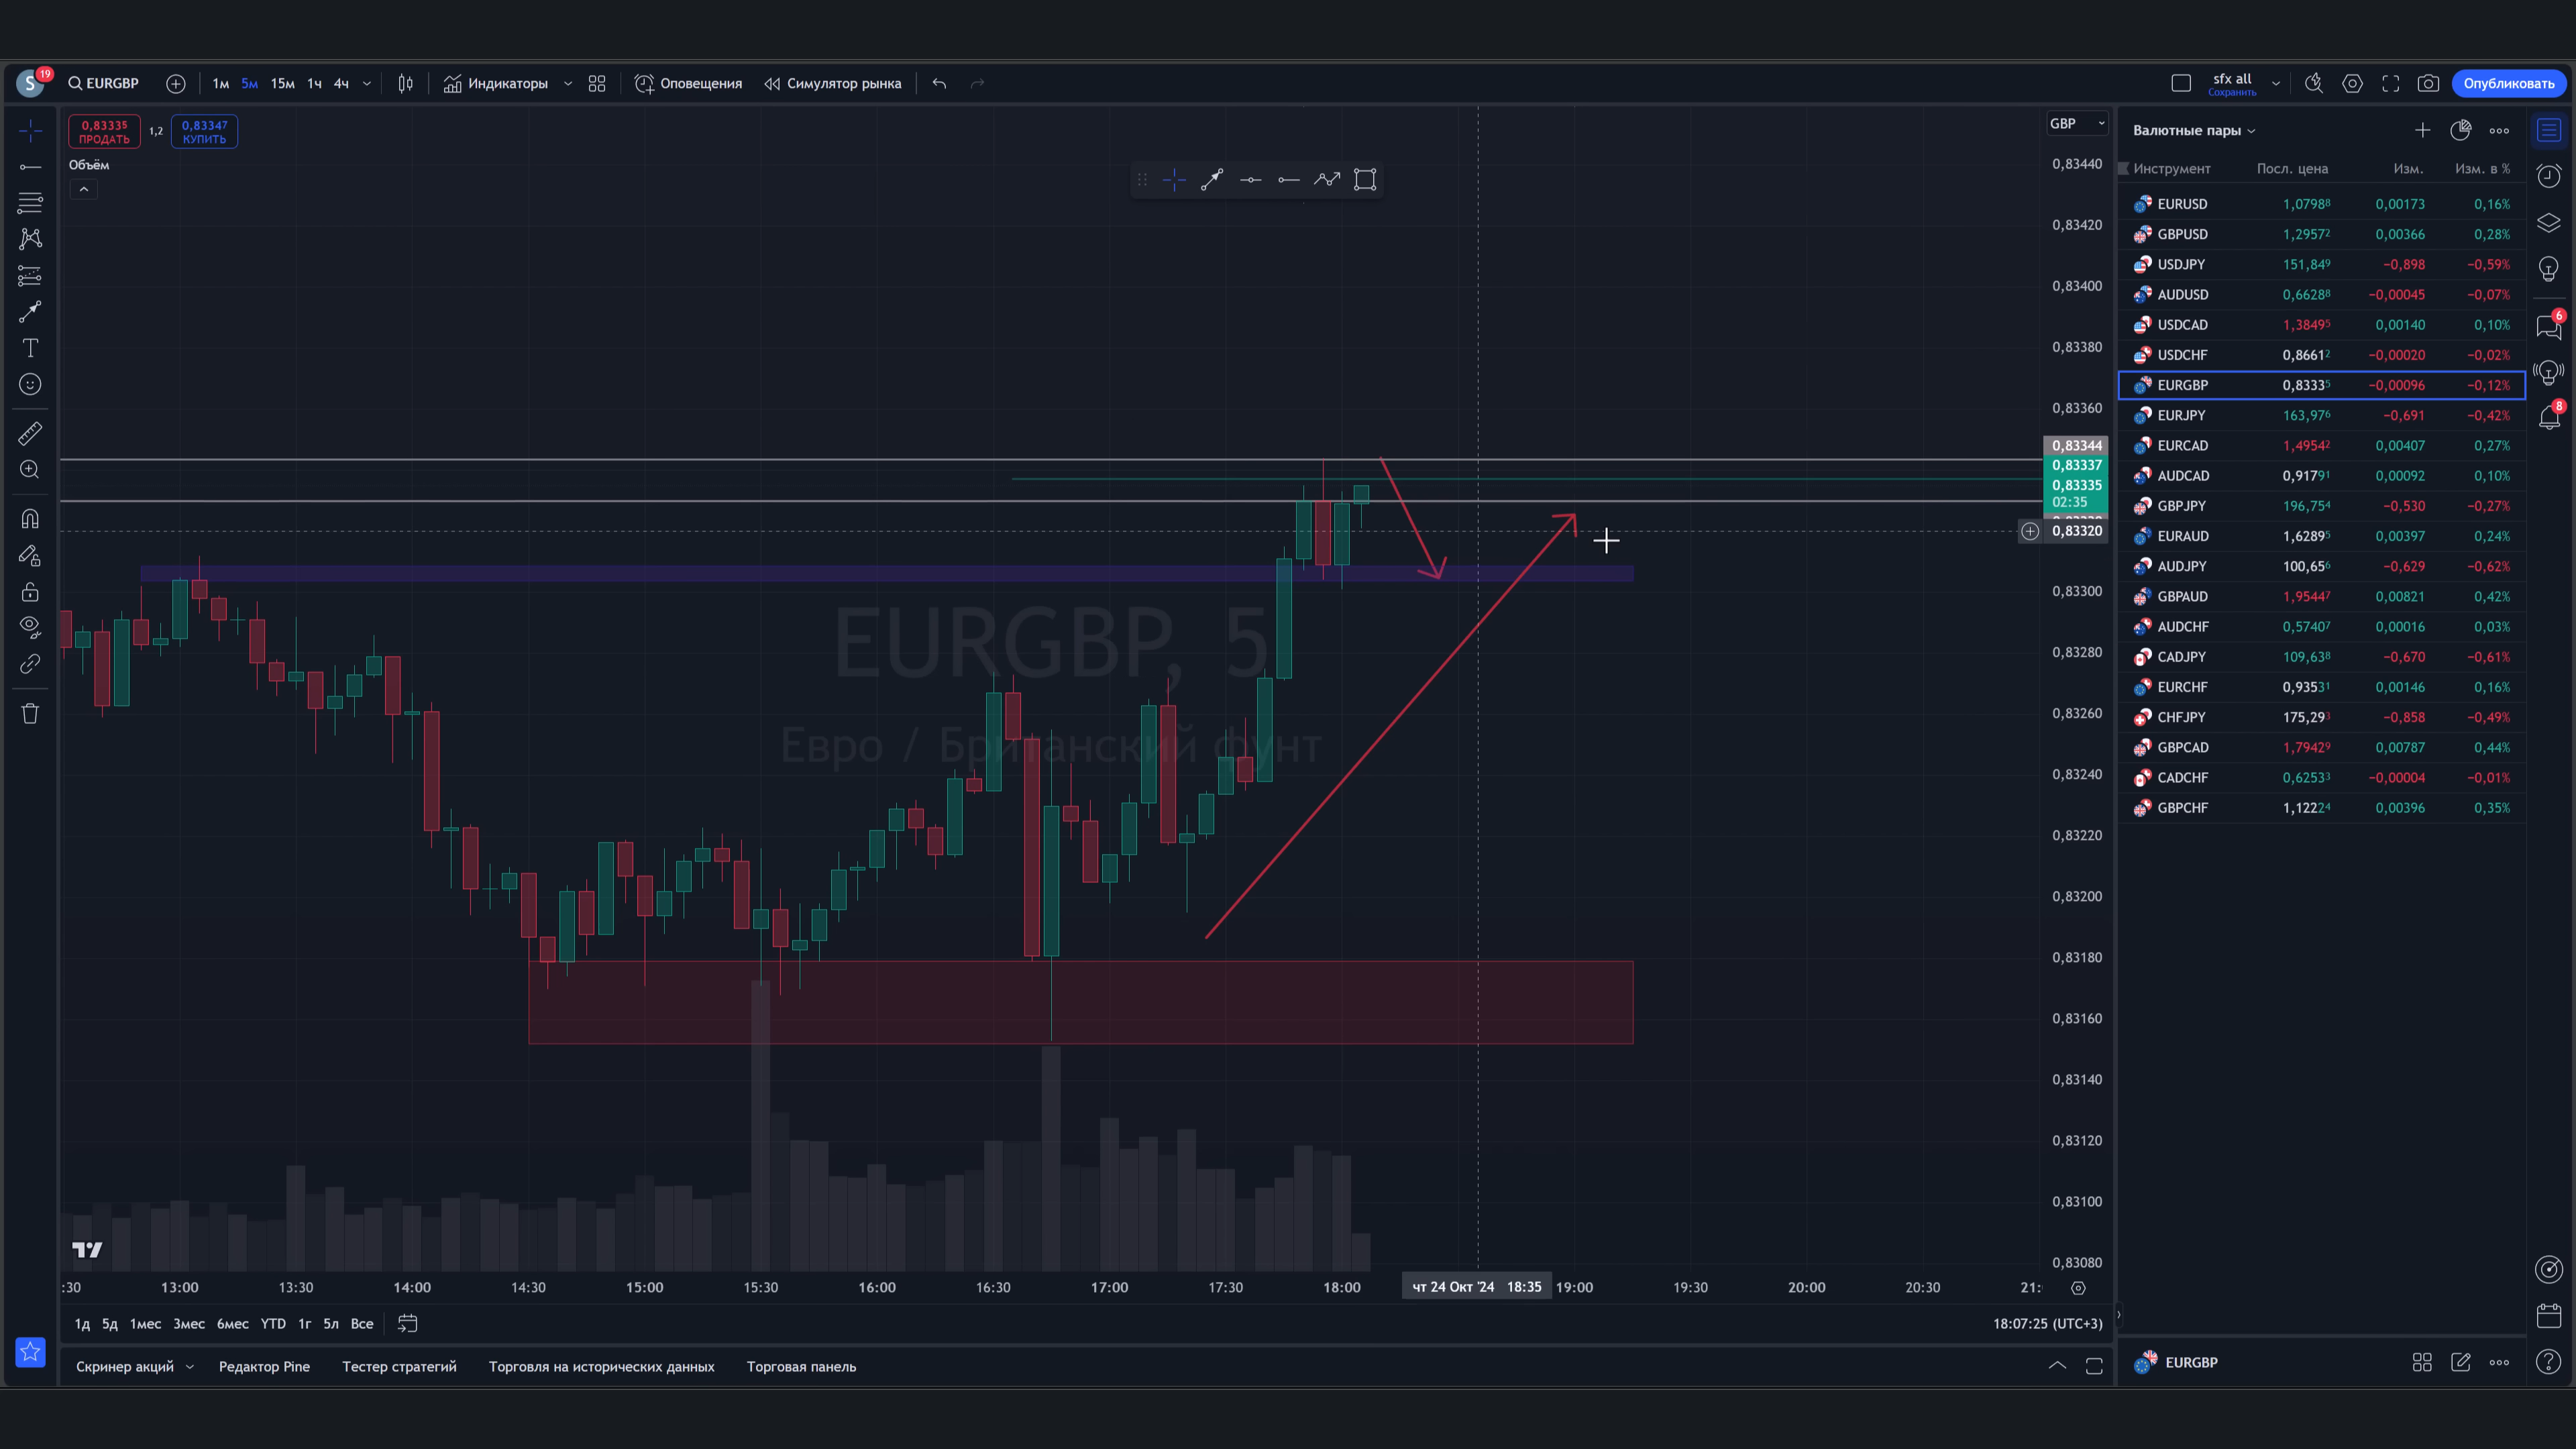 S 19 EURGBP 1м 5м 15м 1ч 4ч Индикаторы Оповещения Симулятор рынка sfx all Сохранить Опубликовать
0,83335 ПРОДАТЬ 1,2 0,83347 КУПИТЬ
Объём
GBP
0,83440
0,83420
0,83400
0,83380
0,83360
0,83344
0,83337
0,83335
02:35
0,83320
0,83300
0,83280
0,83260
0,83240
0,83220
0,83200
0,83180
0,83160
0,83140
0,83120
0,83100
0,83080
EURGBP, 5
Евро / Британский фунт
:30 13:00 13:30 14:00 14:30 15:00 15:30 16:00 16:30 17:00 17:30 18:00 чт 24 Окт '24 18:35 19:00 19:30 20:00 20:30 21:
1д 5д 1мес 3мес 6мес YTD 1г 5л Все 18:07:25 (UTC+3)
Скринер акций Редактор Pine Тестер стратегий Торговля на исторических данных Торговая панель
Валютные пары
Инструмент Посл. цена Изм. Изм. в %
EURUSD 1,07988 0,00173 0,16%
GBPUSD 1,29572 0,00366 0,28%
USDJPY 151,849 −0,898 −0,59%
AUDUSD 0,66288 −0,00045 −0,07%
USDCAD 1,38495 0,00140 0,10%
USDCHF 0,86612 −0,00020 −0,02%
EURGBP 0,83335 −0,00096 −0,12%
EURJPY 163,976 −0,691 −0,42%
EURCAD 1,49542 0,00407 0,27%
AUDCAD 0,91791 0,00092 0,10%
GBPJPY 196,754 −0,530 −0,27%
EURAUD 1,62895 0,00397 0,24%
AUDJPY 100,656 −0,629 −0,62%
GBPAUD 1,95447 0,00821 0,42%
AUDCHF 0,57407 0,00016 0,03%
CADJPY 109,638 −0,670 −0,61%
EURCHF 0,93531 0,00146 0,16%
CHFJPY 175,293 −0,858 −0,49%
GBPCAD 1,79429 0,00787 0,44%
CADCHF 0,62533 −0,00004 −0,01%
GBPCHF 1,12224 0,00396 0,35%
EURGBP
6
8